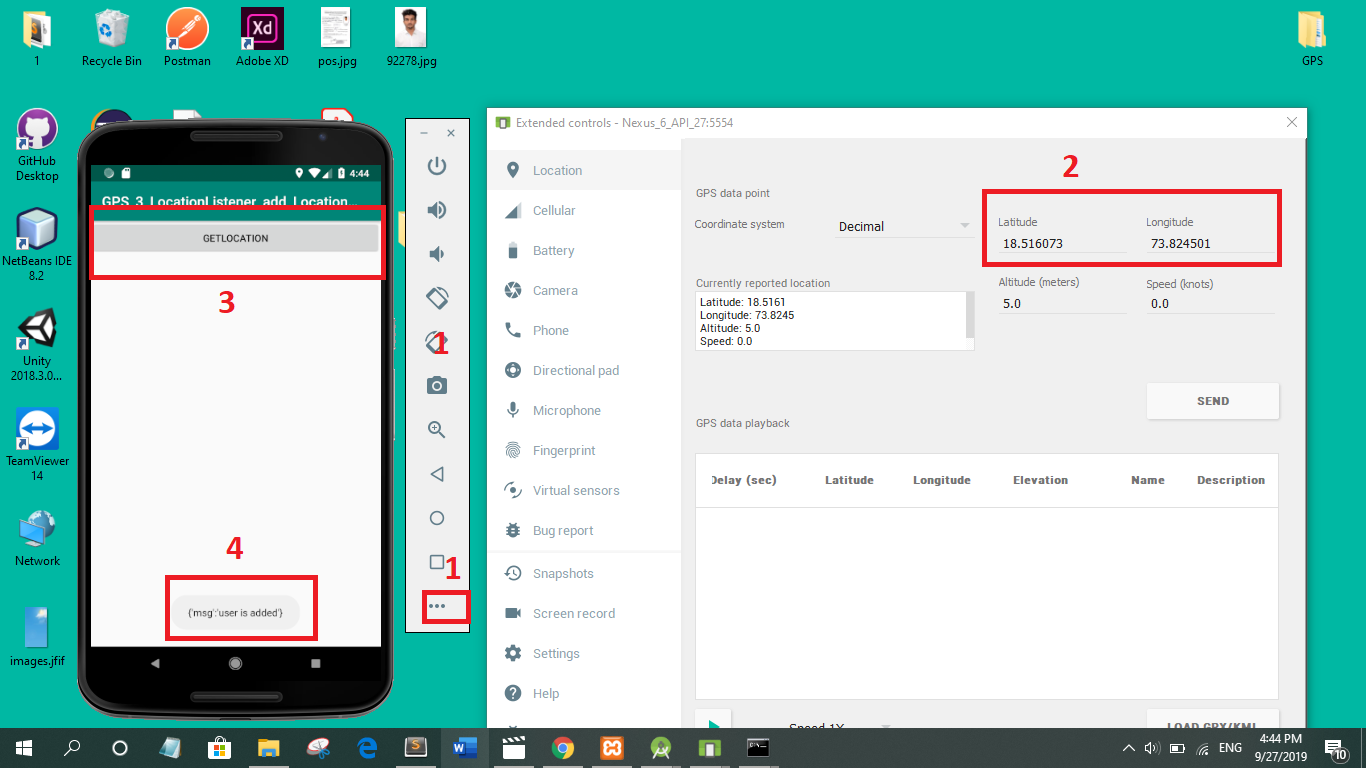 1
Recycle Bin
Postman
Xd
Adobe XD
pos.jpg
92278.jpg
GPS
GitHub
Desktop
NetBeans IDE
8.2
Unity
2018.3.0...
TeamViewer
14
Network
images.jfif
4:44
GPS_3_LocationListener_add_Location...
GETLOCATION
3
4
{'msg':'user is added'}
1
1
Extended controls - Nexus_6_API_27:5554
Location
Cellular
Battery
Camera
Phone
Directional pad
Microphone
Fingerprint
Virtual sensors
Bug report
Snapshots
Screen record
Settings
Help
2
GPS data point
Coordinate system
Decimal
Latitude
Longitude
18.516073
73.824501
Currently reported location
Latitude: 18.5161
Longitude: 73.8245
Altitude: 5.0
Speed: 0.0
Altitude (meters)
Speed (knots)
5.0
0.0
SEND
GPS data playback
Delay (sec)
Latitude
Longitude
Elevation
Name
Description
Speed 1X
LOAD GPX/KML
ENG
4:44 PM
9/27/2019
10